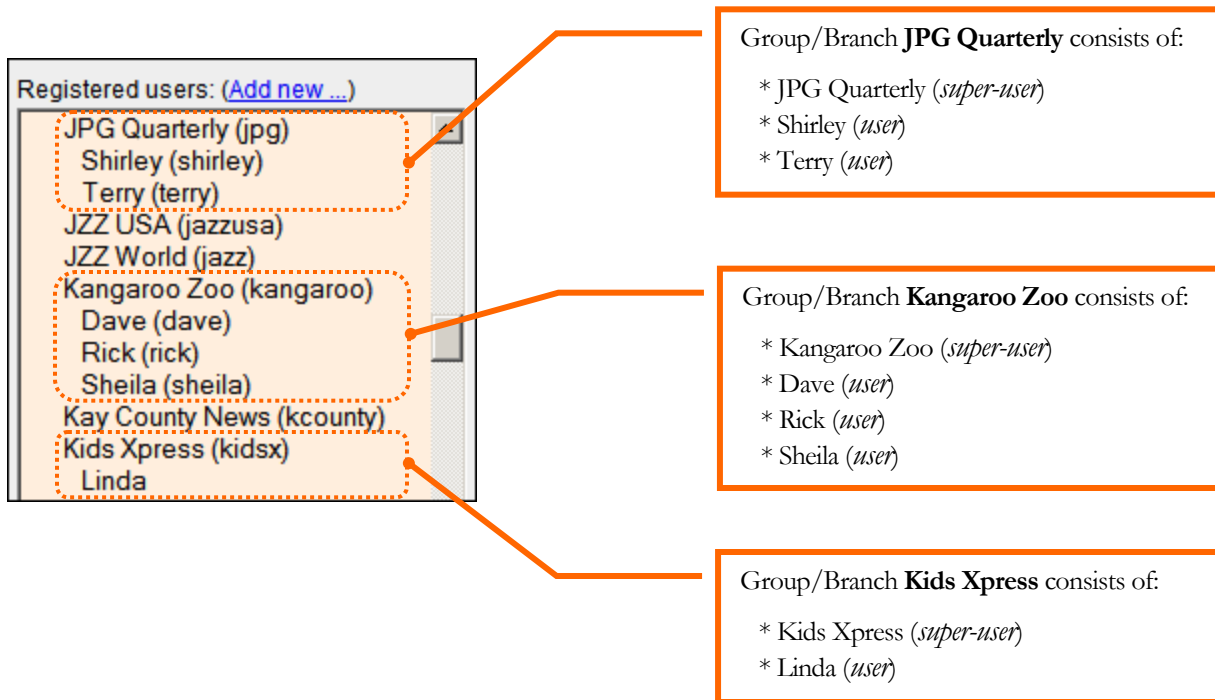 Registered users: (Add new ...)
JPG Quarterly (jpg)
Shirley (shirley)
Terry (terry)
JZZ USA (jazzusa)
JZZ World (jazz)
Kangaroo Zoo (kangaroo)
Dave (dave)
Rick (rick)
Sheila (sheila)
Kay County News (kcounty)
Kids Xpress (kidsx)
Linda
Group/Branch JPG Quarterly consists of:
* JPG Quarterly (super-user)
* Shirley (user)
* Terry (user)
Group/Branch Kangaroo Zoo consists of:
* Kangaroo Zoo (super-user)
* Dave (user)
* Rick (user)
* Sheila (user)
Group/Branch Kids Xpress consists of:
* Kids Xpress (super-user)
* Linda (user)